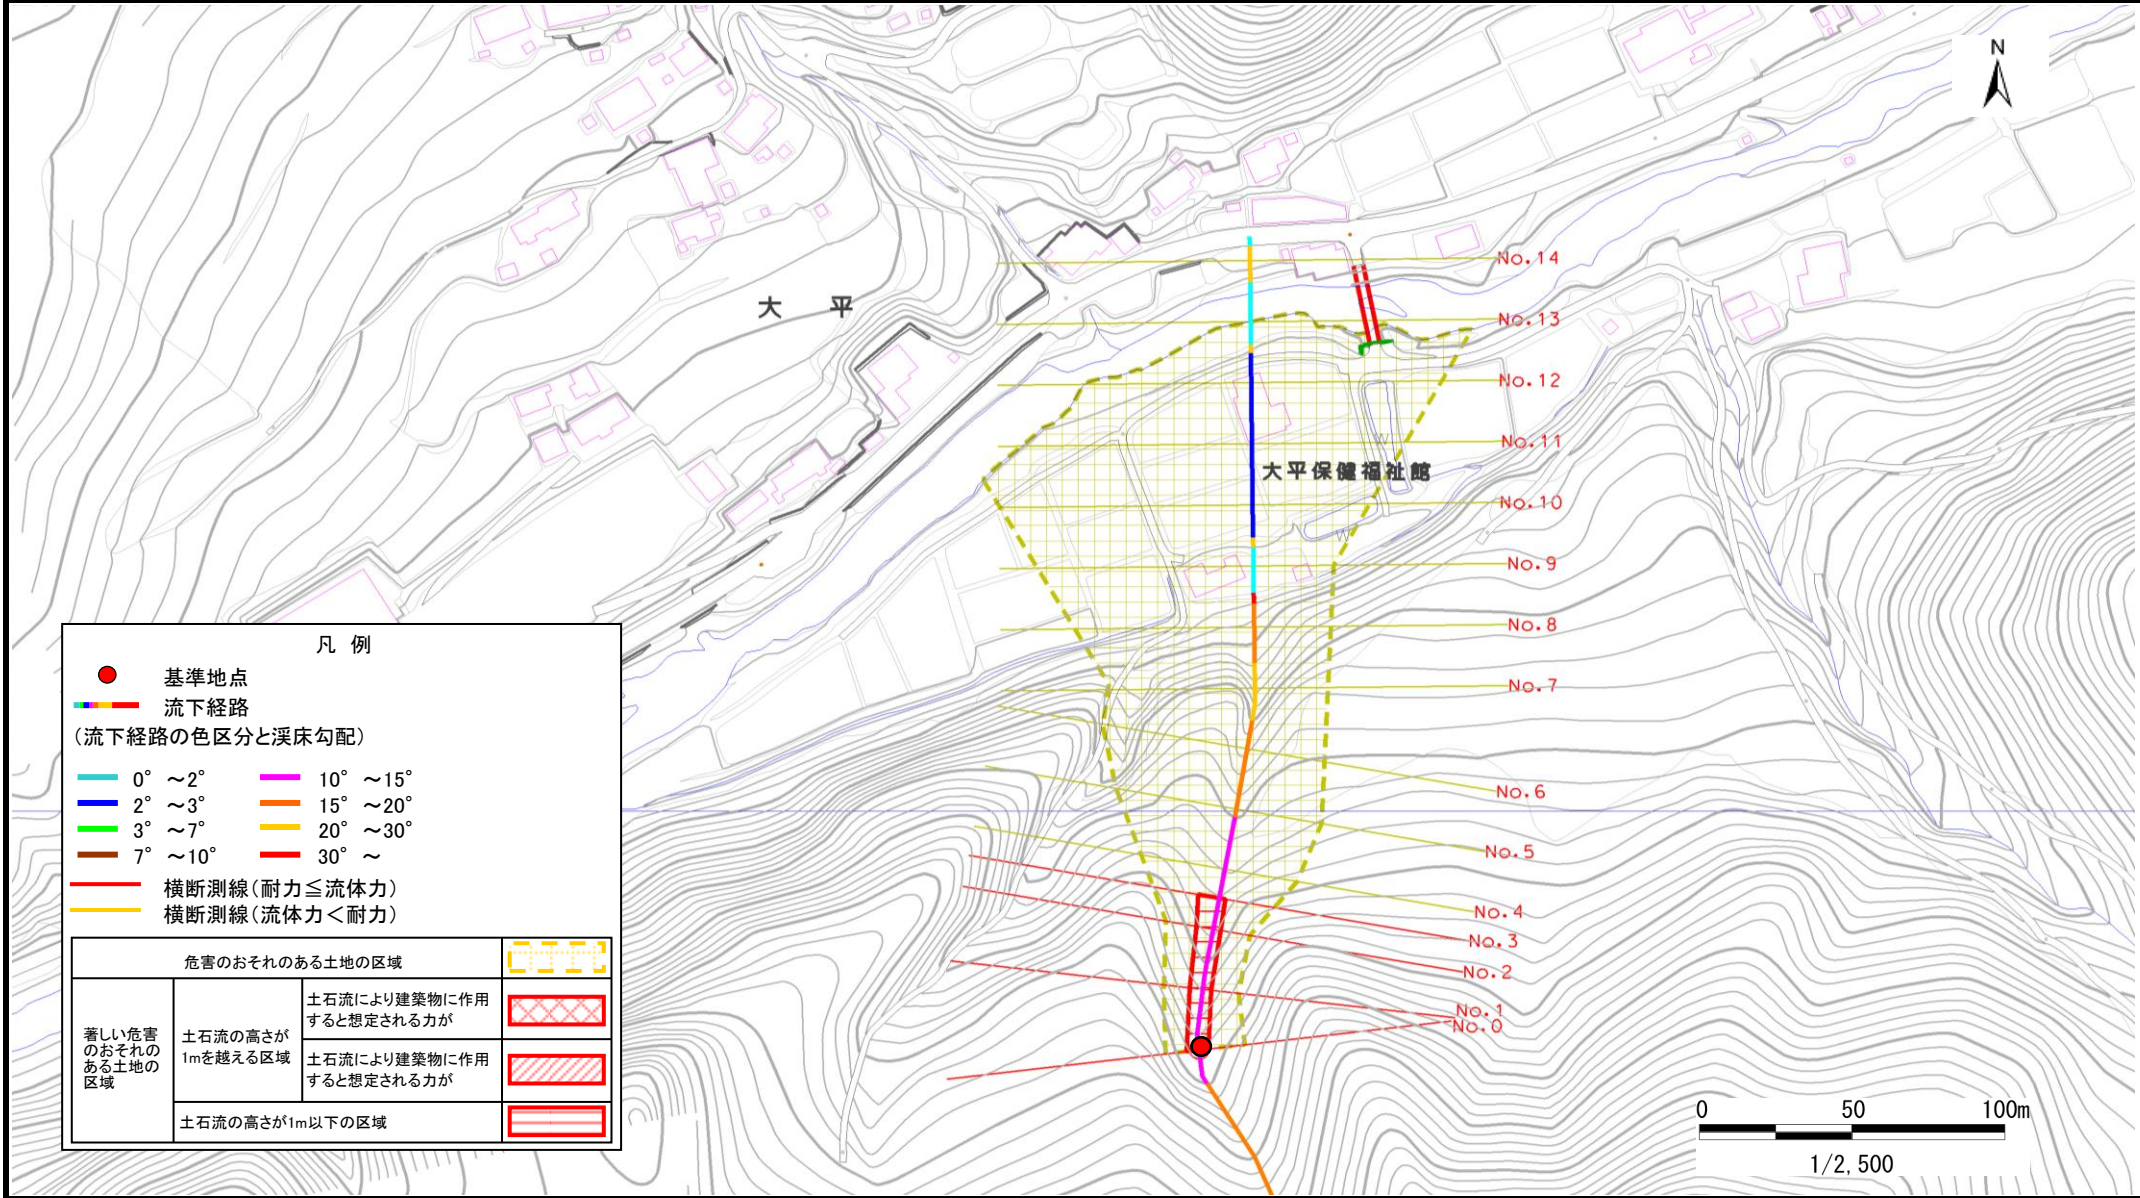 N
大 平
No.14
No.13
No.12
No.11
大平保健福祉館
No.10
W
W
No.9
No.8
No.7
No.6
No.5
No.4
No.3
No.2
No.1
No.0
凡 例
基準地点
流下経路
（流下経路の色区分と渓床勾配）
0° ～2° 10° ～15°
2° ～3° 15° ～20°
3° ～7° 20° ～30°
7° ～10° 30° ～
横断測線（耐力≦流体力）
横断測線（流体力＜耐力）
危害のおそれのある土地の区域
著しい危害
のおそれの
ある土地の
区域
土石流の高さが
1mを越える区域
土石流により建築物に作用
すると想定される力が
土石流により建築物に作用
すると想定される力が
土石流の高さが1m以下の区域
0 50 100m
1/2,500